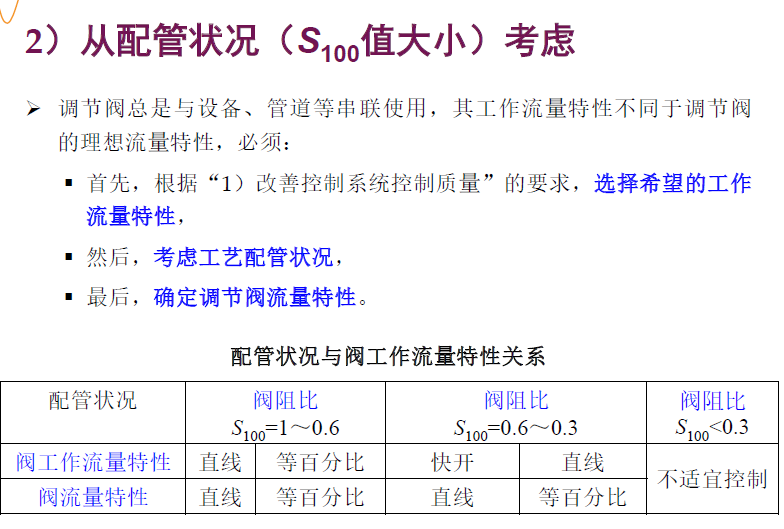 2）从配管状况（S100值大小）考虑
➢ 调节阀总是与设备、管道等串联使用，其工作流量特性不同于调节阀
的理想流量特性，必须：
▪ 首先，根据“1）改善控制系统控制质量”的要求，选择希望的工作
流量特性，
▪ 然后，考虑工艺配管状况，
▪ 最后，确定调节阀流量特性。
配管状况与阀工作流量特性关系
配管状况 阀阻比 阀阻比 阀阻比
S100=1～0.6 S100=0.6～0.3 S100<0.3
阀工作流量特性 直线 等百分比 快开 直线 不适宜控制
阀流量特性 直线 等百分比 直线 等百分比